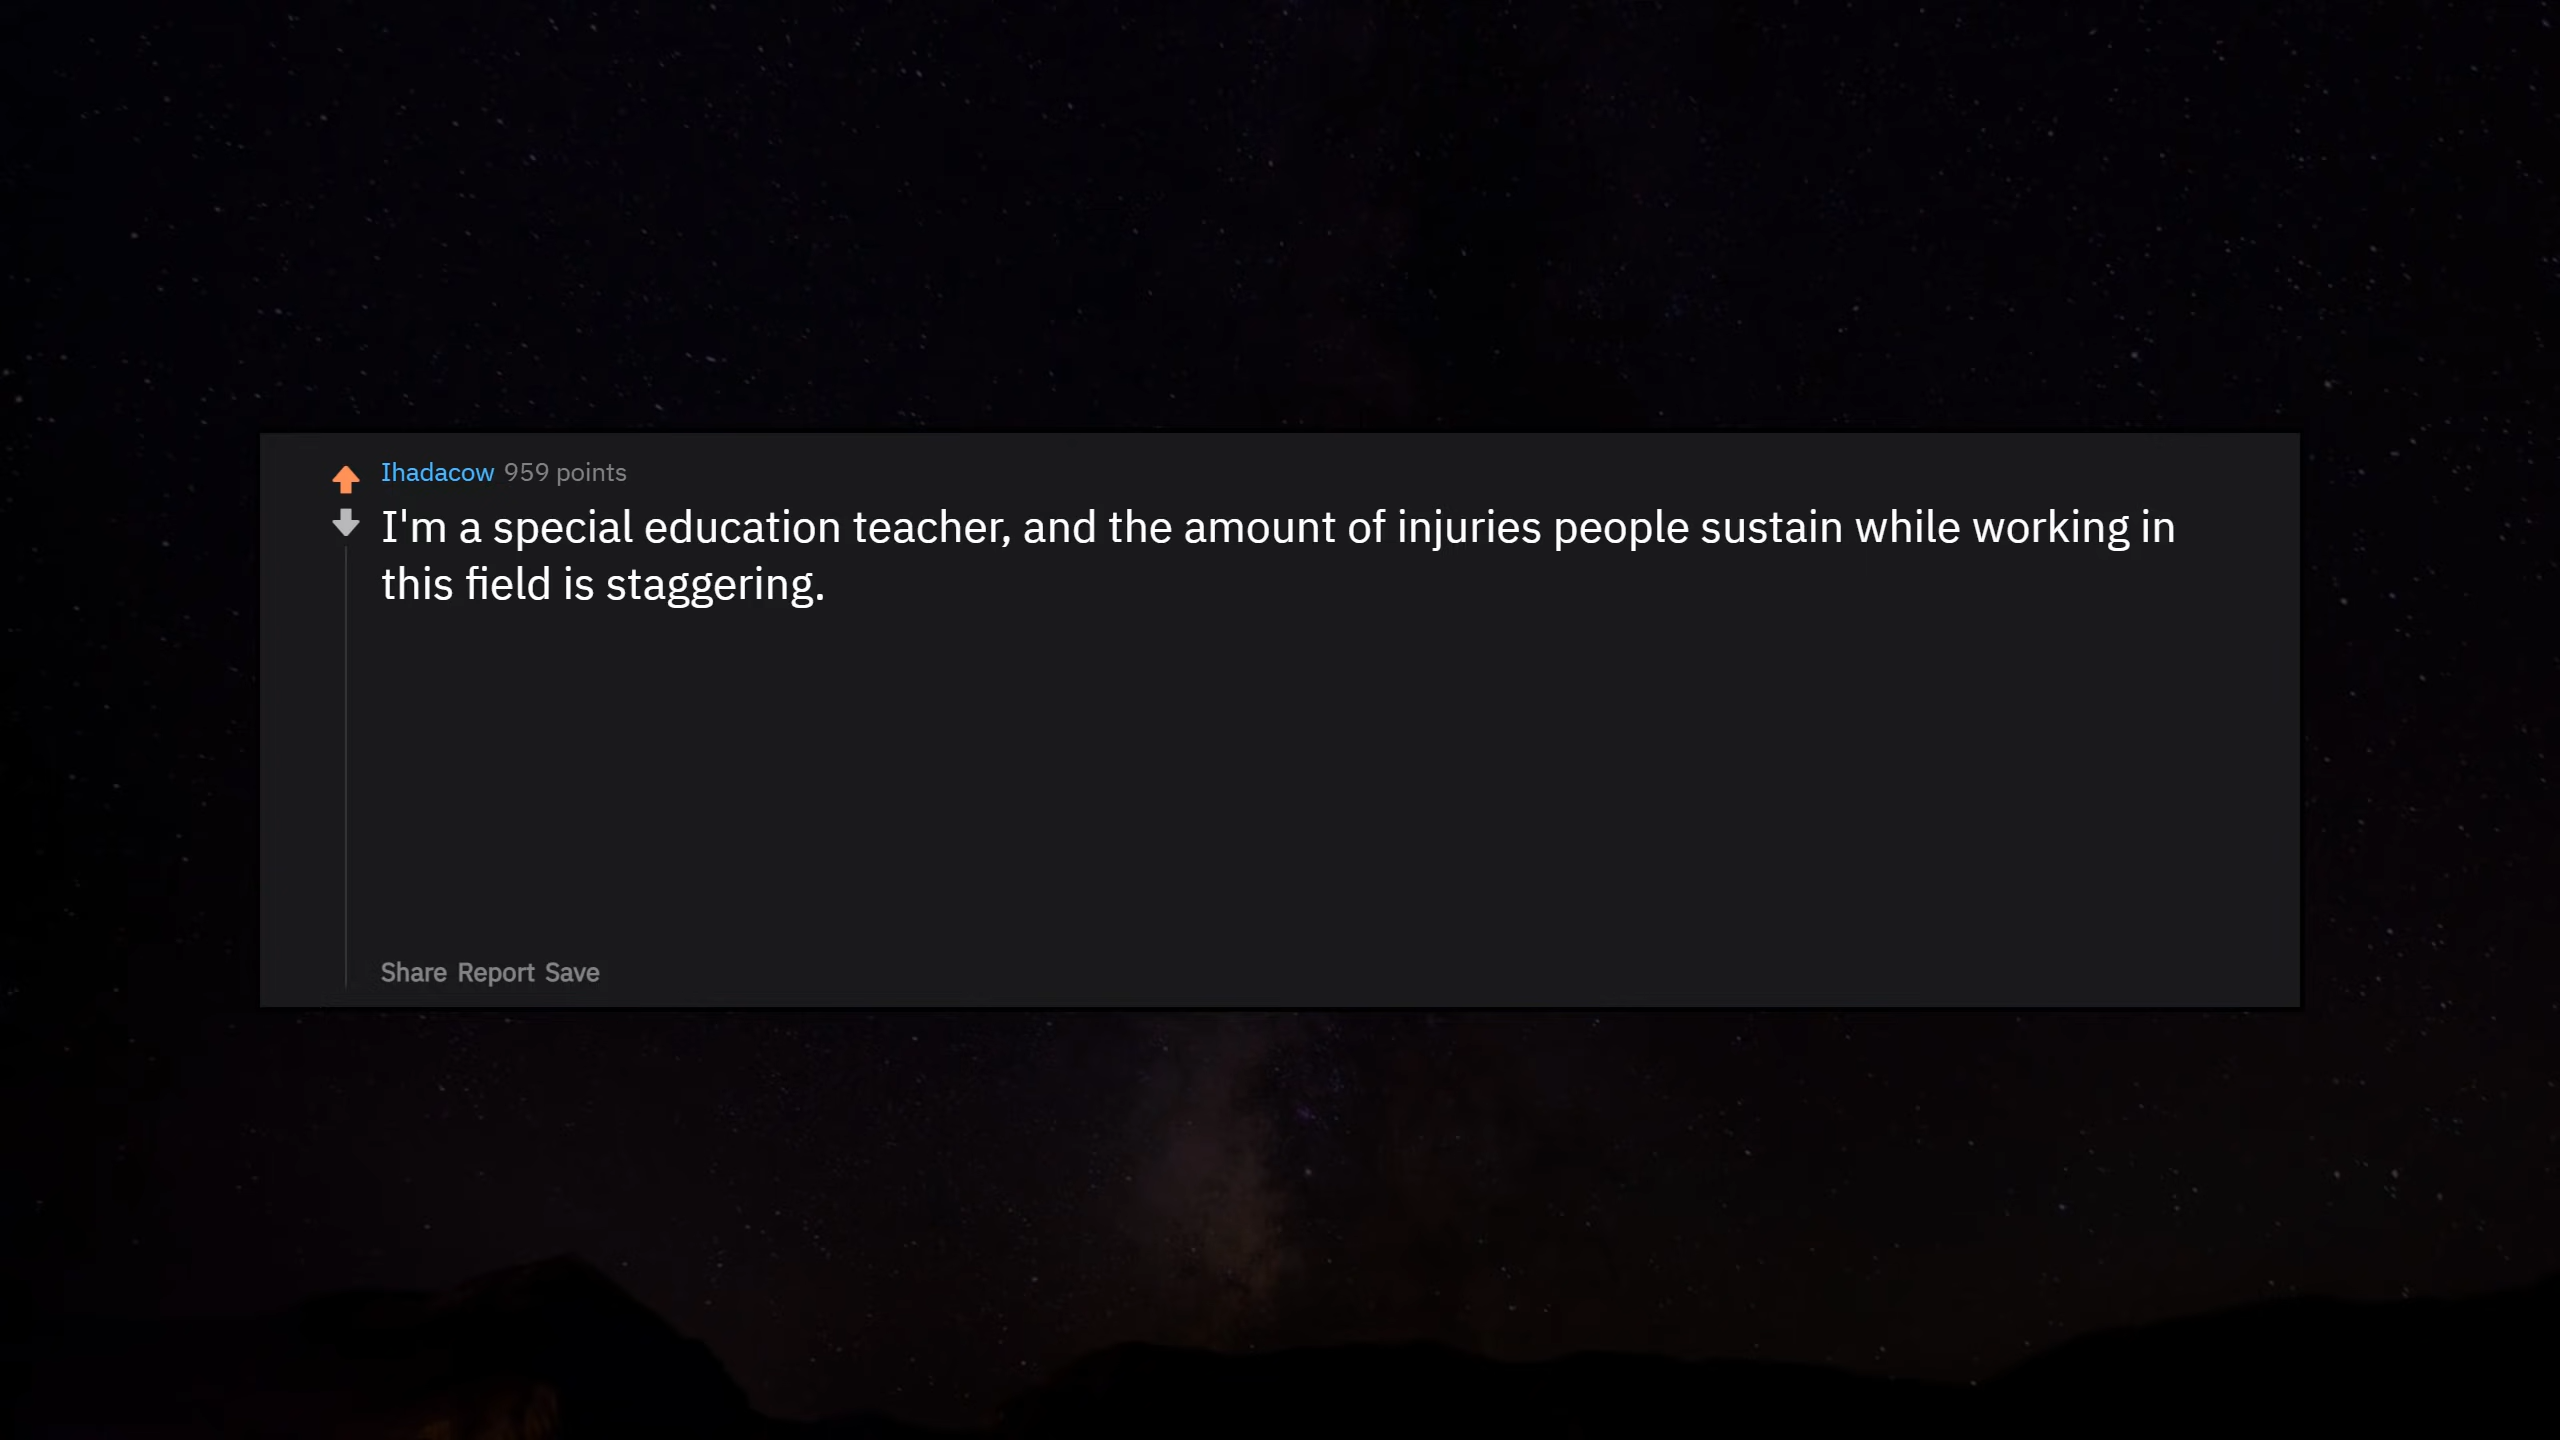 Ihadacow 959 points
I'm a special education teacher, and the amount of injuries people sustain while working in
this field is staggering.
Share Report Save